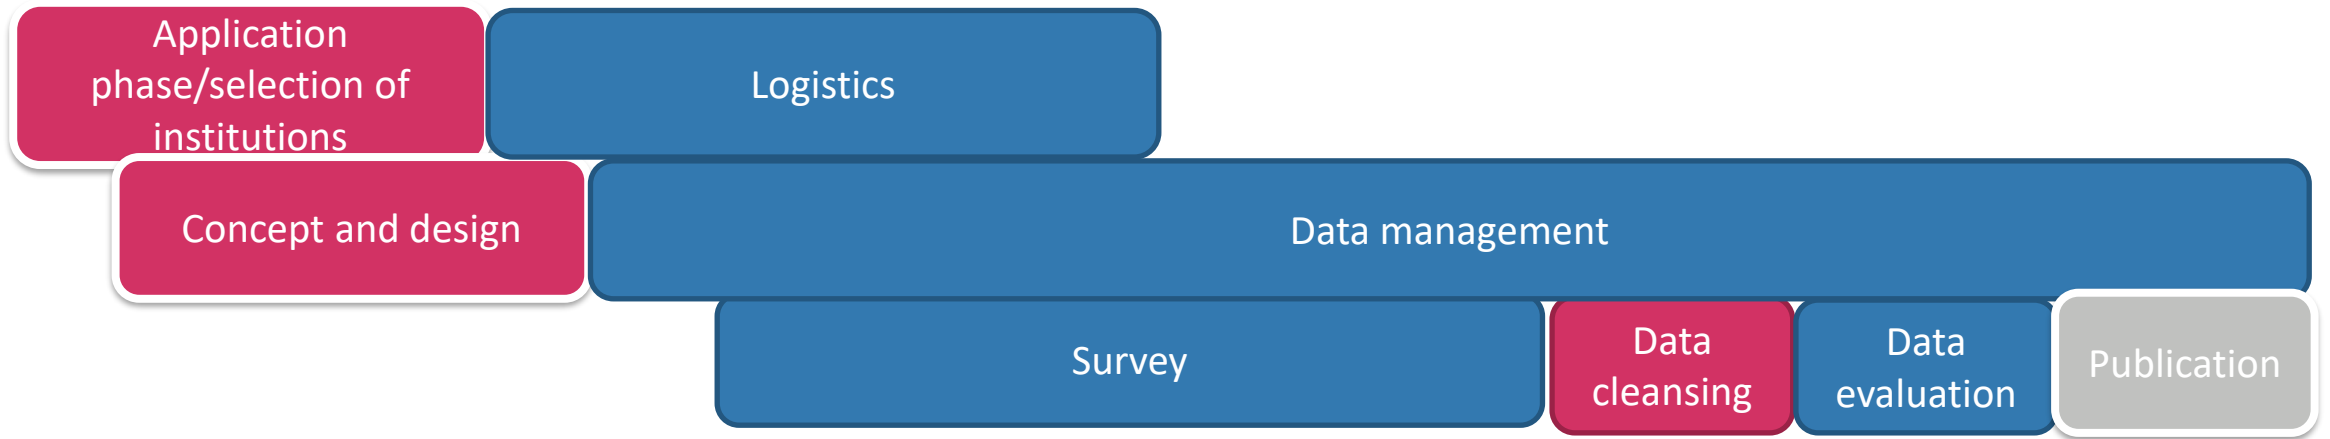 Application
phase/selection of
institutions
Logistics
Concept and design
Data management
Survey
Data
cleansing
Data
evaluation
Publication